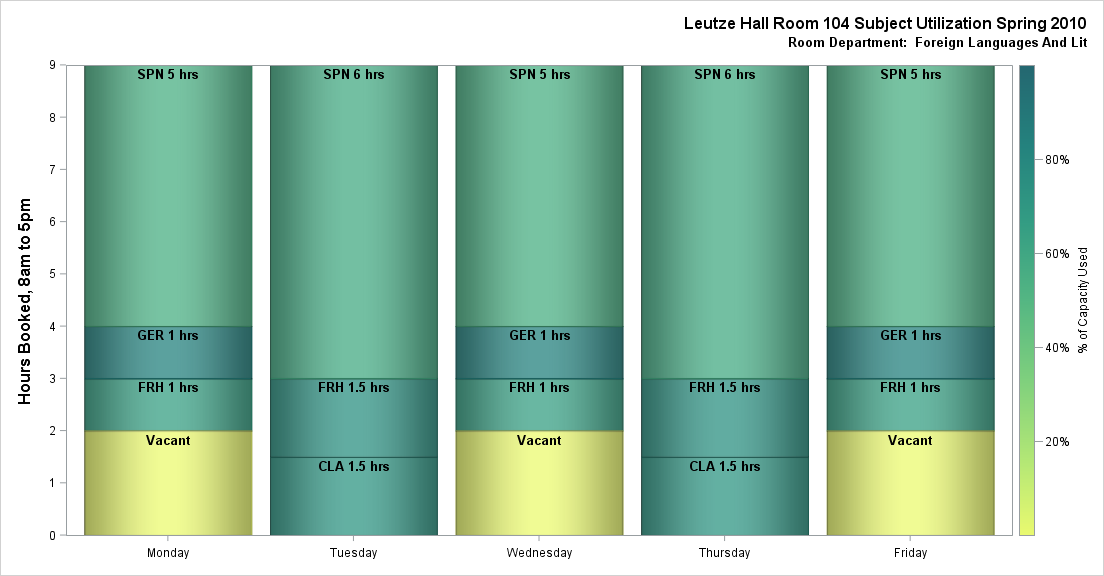 Leutze Hall Room 104 Subject Utilization Spring 2010
Room Department:  Foreign Languages And Lit
Hours Booked, 8am to 5pm
9
8
7
6
5
4
3
2
1
0
SPN 5 hrs
GER 1 hrs
FRH 1 hrs
Vacant
SPN 6 hrs
FRH 1.5 hrs
CLA 1.5 hrs
SPN 5 hrs
GER 1 hrs
FRH 1 hrs
Vacant
SPN 6 hrs
FRH 1.5 hrs
CLA 1.5 hrs
SPN 5 hrs
GER 1 hrs
FRH 1 hrs
Vacant
Monday
Tuesday
Wednesday
Thursday
Friday
80%
60%
40%
20%
% of Capacity Used